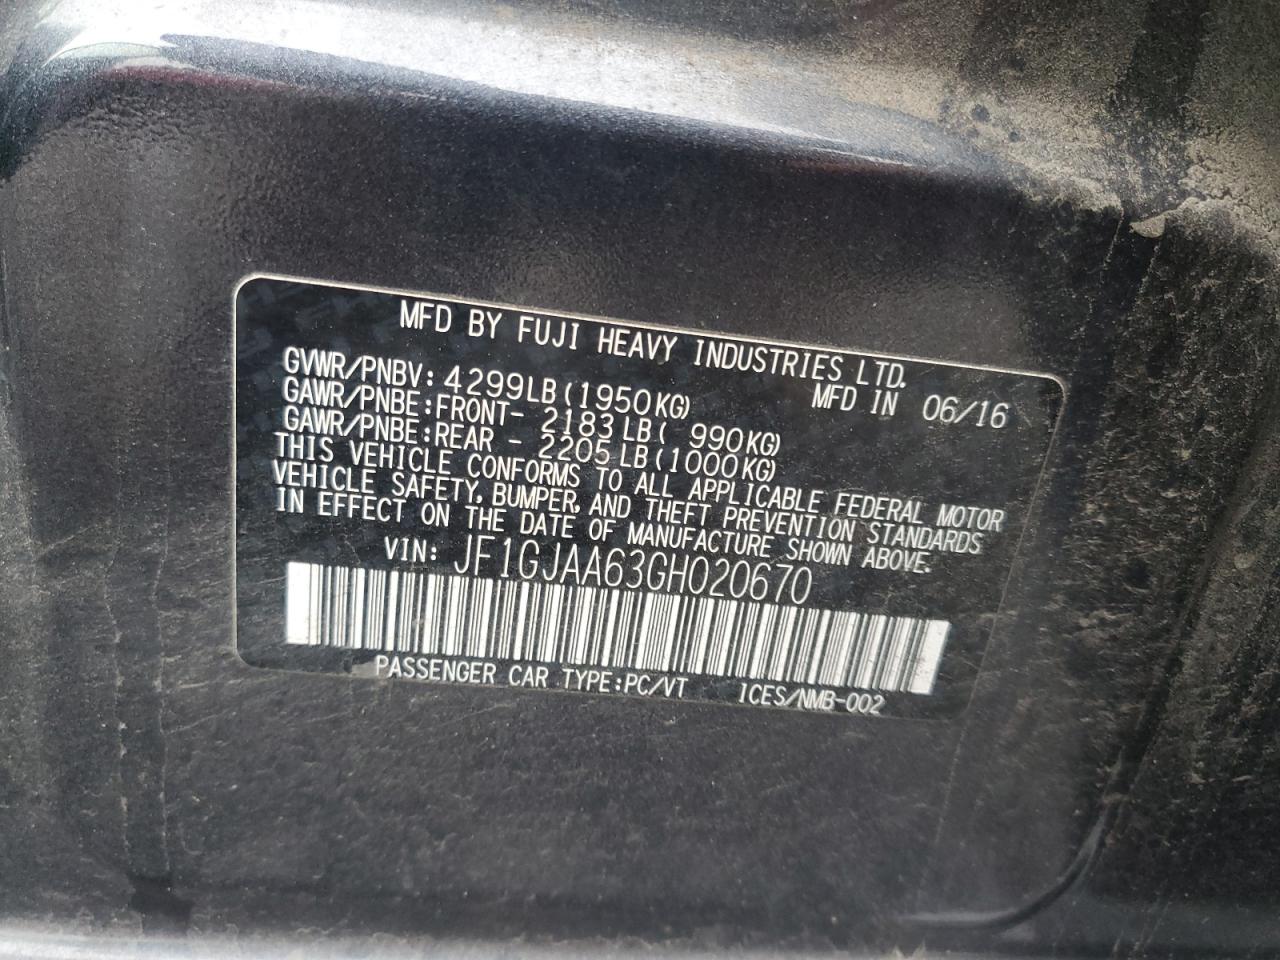 MFD BY FUJI HEAVY INDUSTRIES LTD.
GVWR/PNBV: 4299LB(1950KG) MFD IN 06/16
GAWR/PNBE:FRONT- 2183LB( 990KG)
GAWR/PNBE:REAR - 2205LB(1000KG)
THIS VEHICLE CONFORMS TO ALL APPLICABLE FEDERAL MOTOR
VEHICLE SAFETY, BUMPER, AND THEFT PREVENTION STANDARDS
IN EFFECT ON THE DATE OF MANUFACTURE SHOWN ABOVE.
VIN: JF1GJAA63GH020670
PASSENGER CAR TYPE:PC/VT ICES/NMB-002